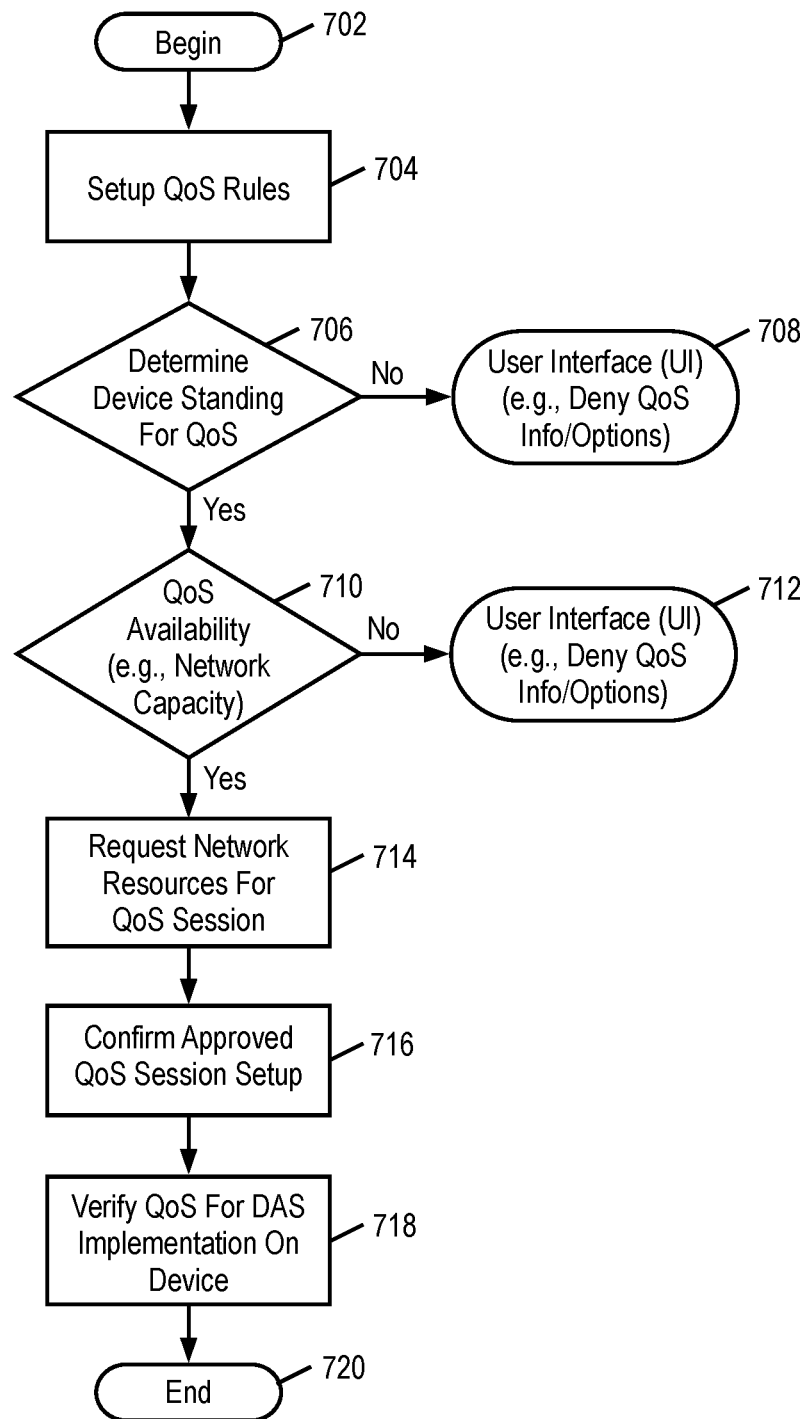 Begin
702
Setup QoS Rules
704
Determine
Device Standing
For QoS
706
No
User Interface (UI)
(e.g., Deny QoS
Info/Options)
708
Yes
QoS
Availability
(e.g., Network
Capacity)
710
No
User Interface (UI)
(e.g., Deny QoS
Info/Options)
712
Yes
Request Network
Resources For
QoS Session
714
Confirm Approved
QoS Session Setup
716
Verify QoS For DAS
Implementation On
Device
718
End
720